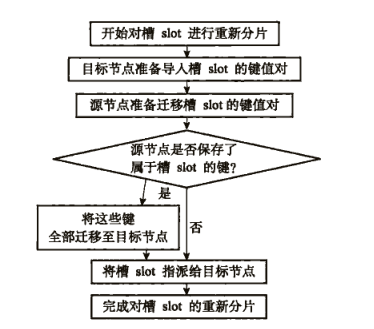 开始对槽 slot 进行重新分片
目标节点准备导入槽 slot 的键值对
源节点准备迁移槽 slot的键值对
源节点是否保存了
属于槽 slot 的键?
是
将这些键
全部迁移至目标节点
否
将槽 slot 指派给目标节点
完成对槽 slot 的重新分片